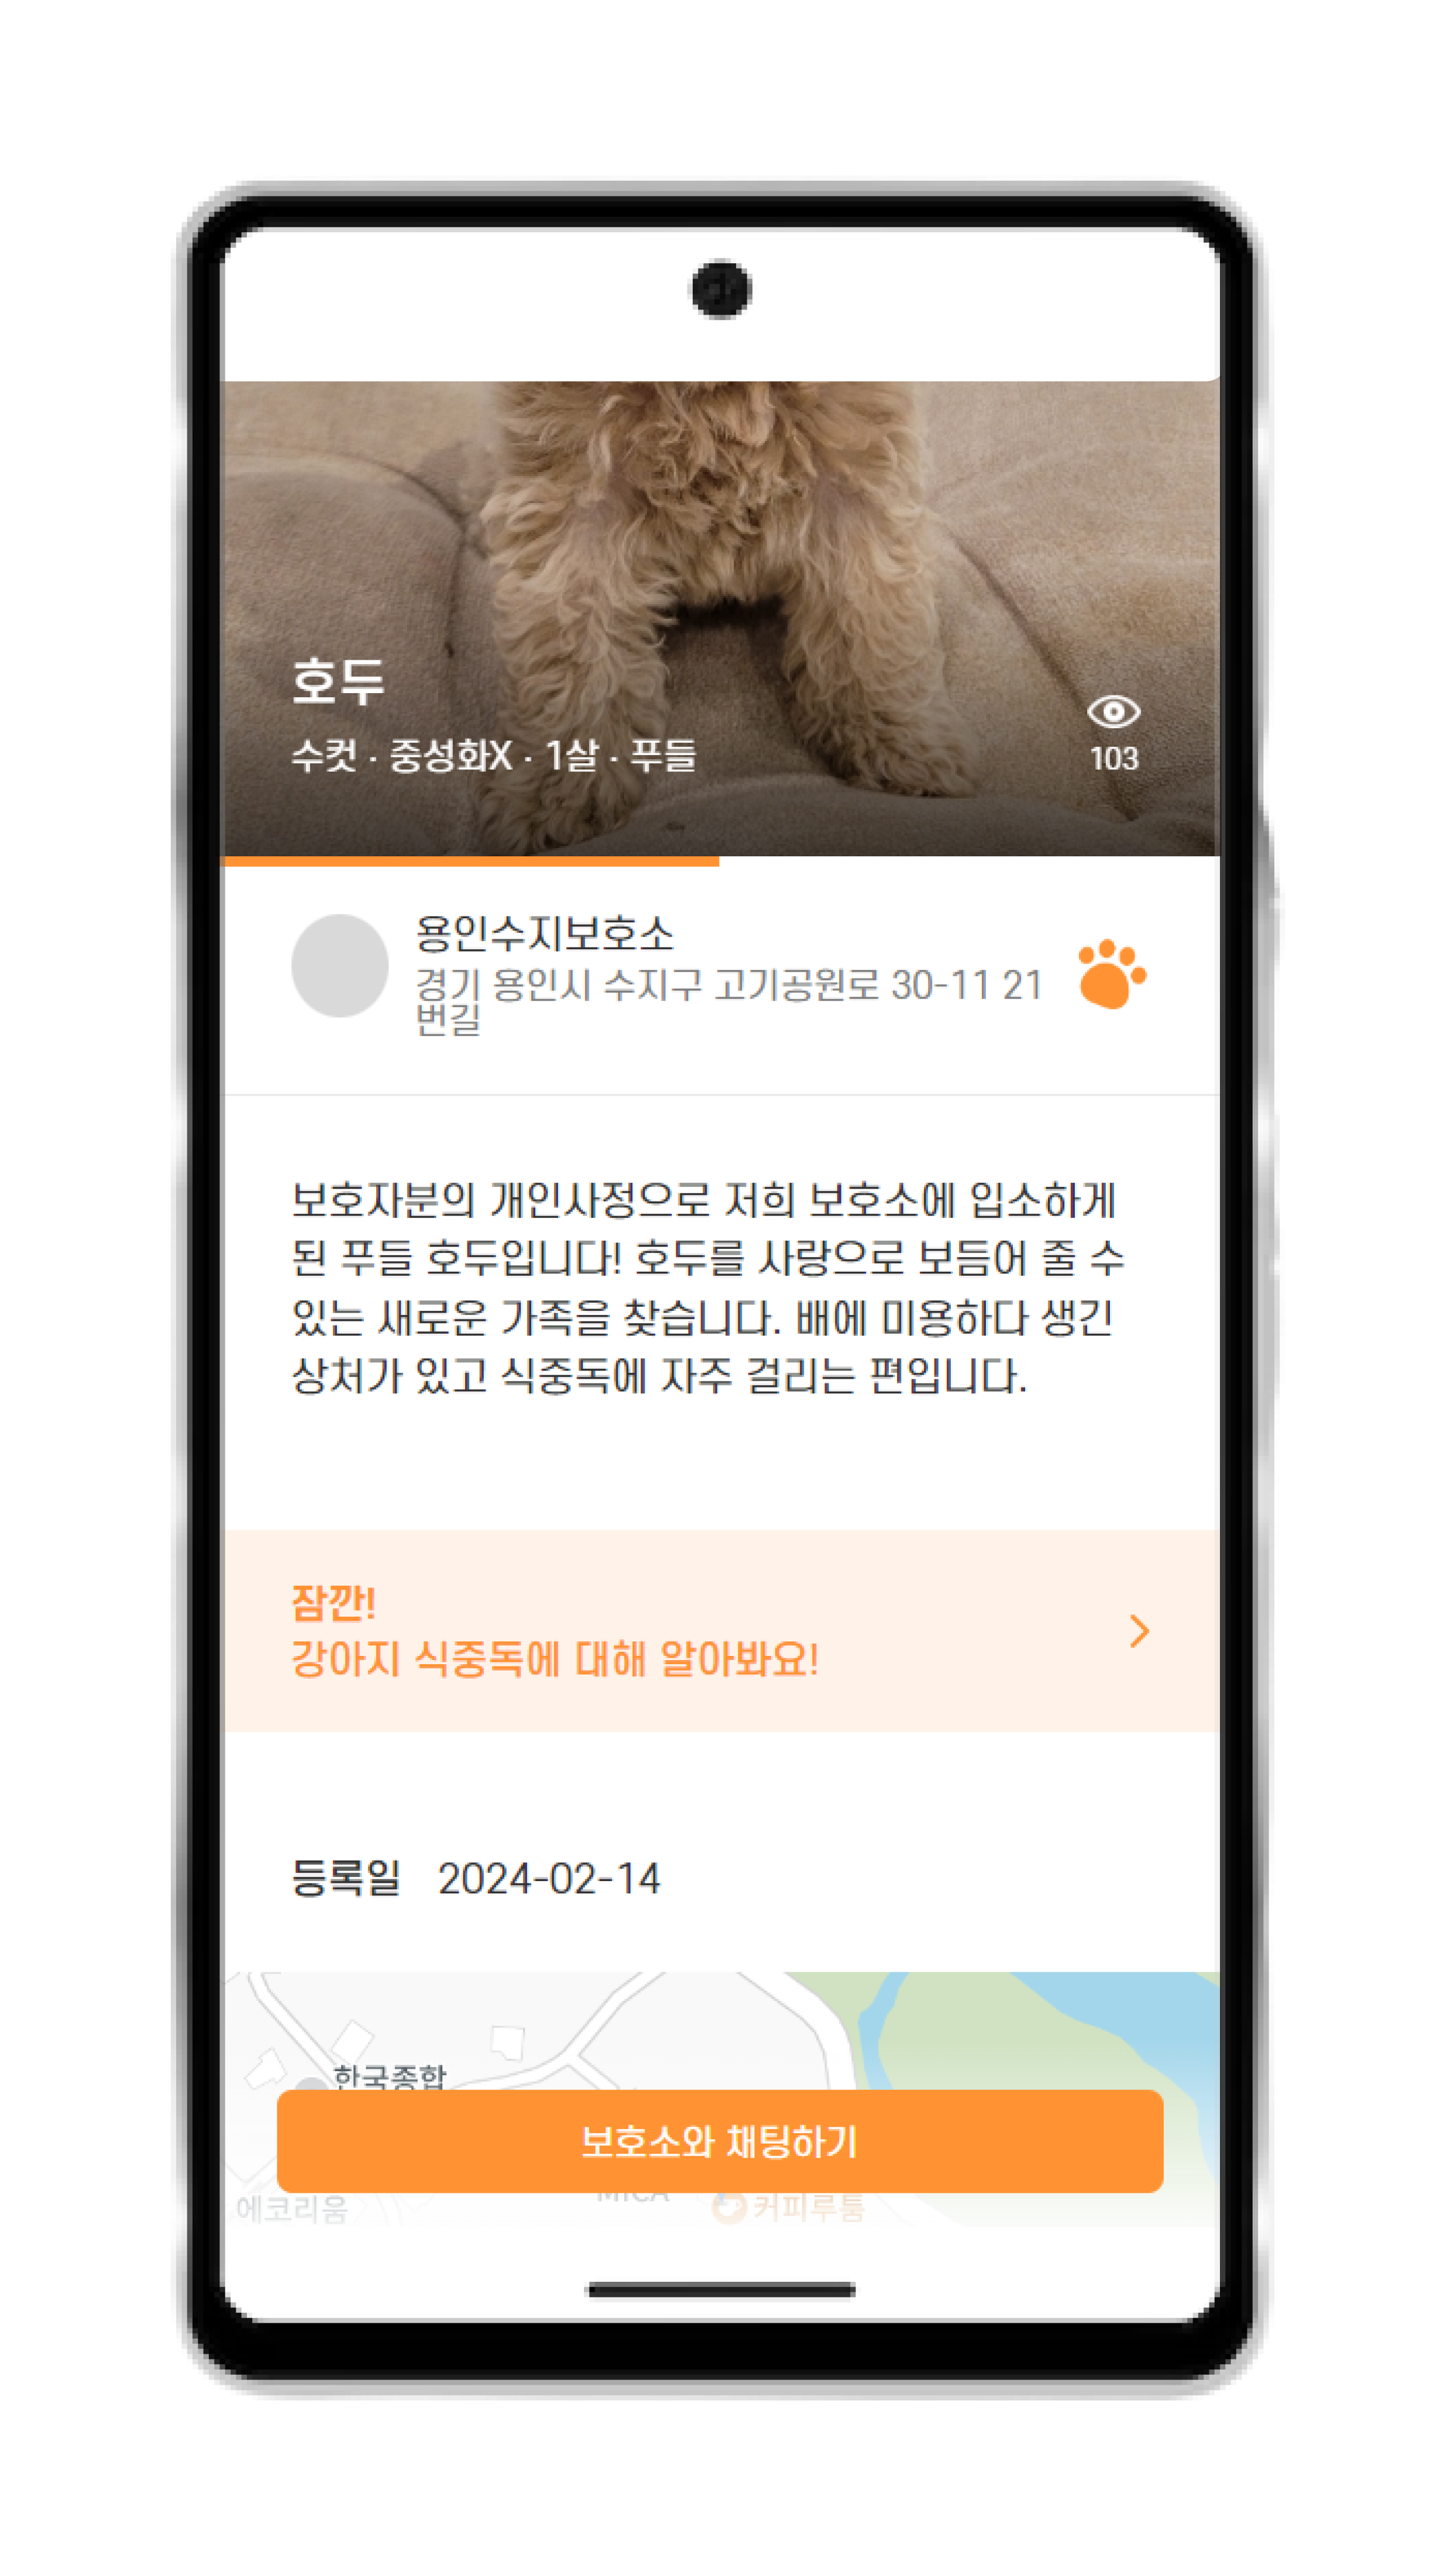 호두
수컷 · 중성화X · 1살 · 푸들
103
용인수지보호소
경기 용인시 수지구 고기공원로 30-11 21
번길
보호자분의 개인사정으로 저희 보호소에 입소하게
된 푸들 호두입니다! 호두를 사랑으로 보듬어 줄 수
있는 새로운 가족을 찾습니다. 배에 미용하다 생긴
상처가 있고 식중독에 자주 걸리는 편입니다.
잠깐!
강아지 식중독에 대해 알아봐요!
등록일 2024-02-14
한국종합
보호소와 채팅하기
에코리움
MICA
커피루틈